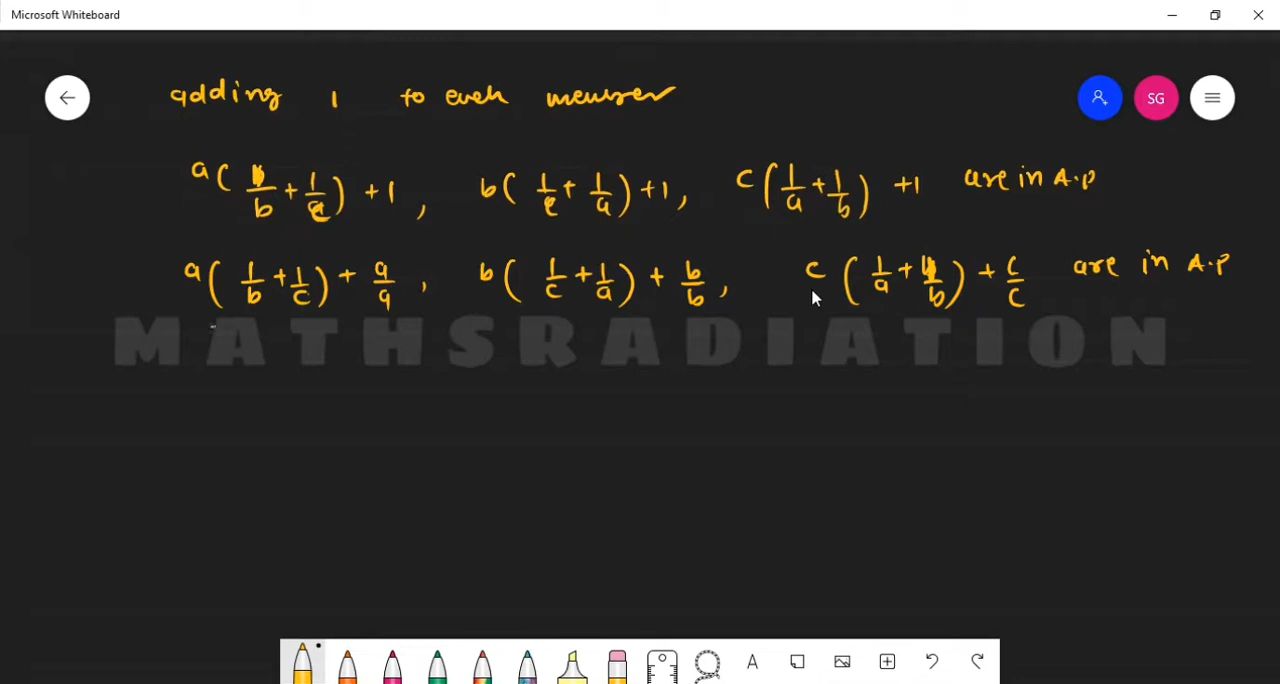 Microsoft Whiteboard
adding 1 to each member
SG
a(1/b + 1/c) + 1, b(1/c + 1/a) + 1, c(1/a + 1/b) + 1 are in A.P
a(1/b + 1/c) + a/a, b(1/c + 1/a) + b/b, c(1/a + 1/b) + c/c are in A.P
MATHSRADIATION
A